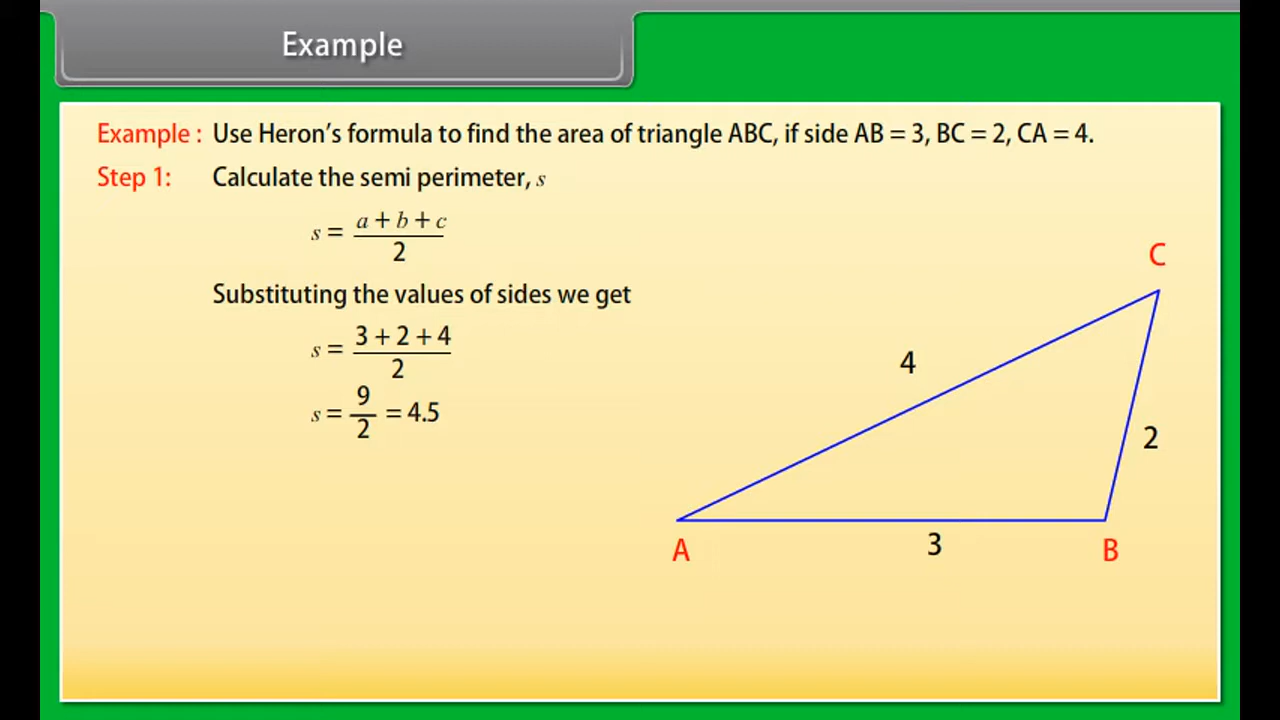 Example
Example : Use Heron's formula to find the area of triangle ABC, if side AB = 3, BC = 2, CA = 4.
Step 1: Calculate the semi perimeter, s
s = a + b + c / 2
Substituting the values of sides we get
s = 3 + 2 + 4 / 2
s = 9 / 2 = 4.5
C
4
2
A
3
B